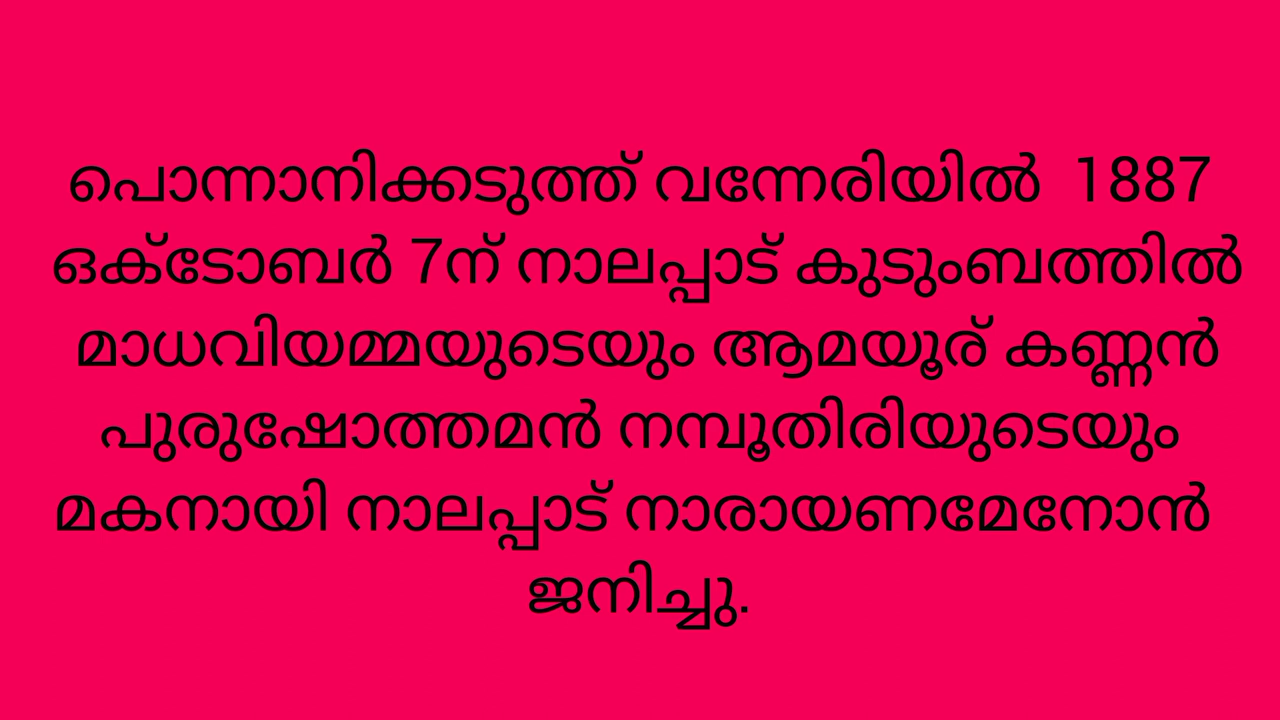 പൊന്നാനിക്കടുത്ത് വന്നേരിയിൽ 1887
ഒക്ടോബർ 7ന് നാലപ്പാട് കുടുംബത്തിൽ
മാധവിയമ്മയുടെയും ആമയൂര് കണ്ണൻ
പുരുഷോത്തമൻ നമ്പൂതിരിയുടെയും
മകനായി നാലപ്പാട് നാരായണമേനോൻ
ജനിച്ചു.